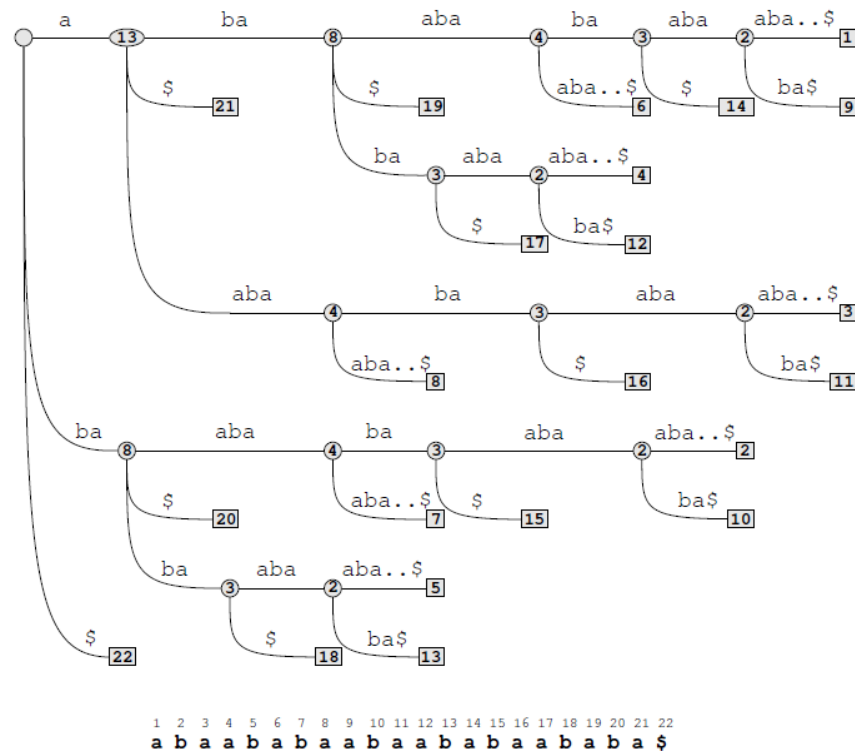 a ba aba ba aba aba..$
13 8 4 3 2 1
$ $ aba..$ $ ba$
21 19 6 14 9
ba aba aba..$
3 2 4
$ ba$
17 12
aba ba aba aba..$
4 3 2 3
aba..$ $ ba$
8 16 11
ba aba ba aba aba..$
8 4 3 2 2
$ aba..$ $ ba$
20 7 15 10
ba aba aba..$
3 2 5
$ $ ba$
22 18 13
1 2 3 4 5 6 7 8 9 10 11 12 13 14 15 16 17 18 19 20 21 22
a b a a b a b a a b a a b a b a a b a b a $